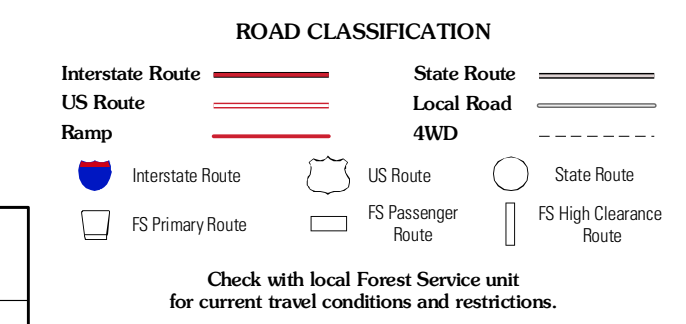 ROAD CLASSIFICATION
Interstate Route
State Route
US Route
Local Road
Ramp
4WD
Interstate Route
US Route
State Route
FS Primary Route
FS Passenger
Route
FS High Clearance
Route
Check with local Forest Service unit
for current travel conditions and restrictions.